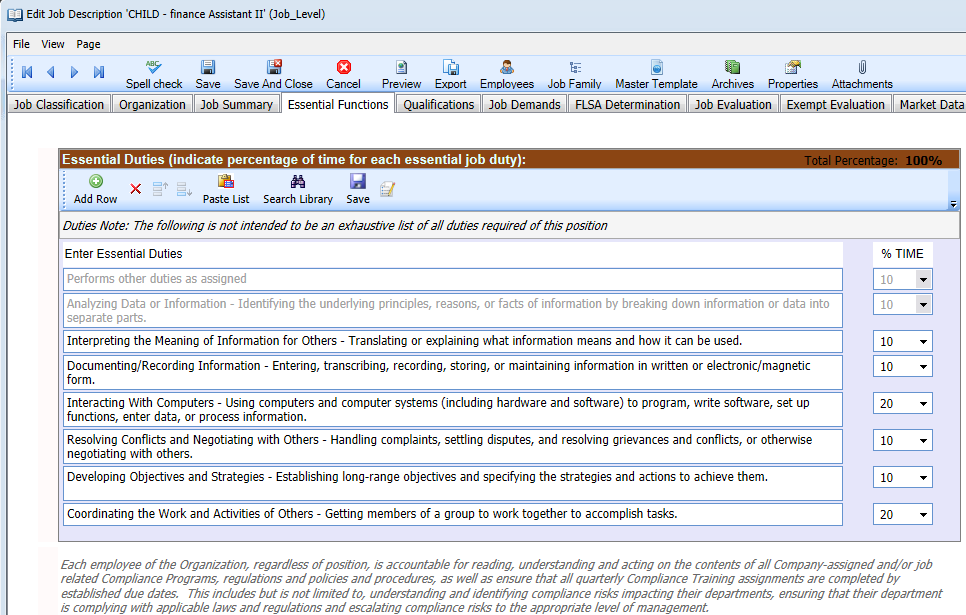 Edit Job Description 'CHILD - finance Assistant II' (Job_Level)
File View Page
ABC
Spell check Save Save And Close Cancel Preview Export Employees Job Family Master Template Archives Properties Attachments
Job Classification Organization Job Summary Essential Functions Qualifications Job Demands FLSA Determination Job Evaluation Exempt Evaluation Market Data
Essential Duties (indicate percentage of time for each essential job duty): Total Percentage: 100%
Add Row Paste List Search Library Save
Duties Note: The following is not intended to be an exhaustive list of all duties required of this position
Enter Essential Duties % TIME
Performs other duties as assigned 10
Analyzing Data or Information - Identifying the underlying principles, reasons, or facts of information by breaking down information or data into 10
separate parts.
Interpreting the Meaning of Information for Others - Translating or explaining what information means and how it can be used. 10
Documenting/Recording Information - Entering, transcribing, recording, storing, or maintaining information in written or electronic/magnetic 10
form.
Interacting With Computers - Using computers and computer systems (including hardware and software) to program, write software, set up 20
functions, enter data, or process information.
Resolving Conflicts and Negotiating with Others - Handling complaints, settling disputes, and resolving grievances and conflicts, or otherwise 10
negotiating with others.
Developing Objectives and Strategies - Establishing long-range objectives and specifying the strategies and actions to achieve them. 10
Coordinating the Work and Activities of Others - Getting members of a group to work together to accomplish tasks. 20
Each employee of the Organization, regardless of position, is accountable for reading, understanding and acting on the contents of all Company-assigned and/or job
related Compliance Programs, regulations and policies and procedures, as well as ensure that all quarterly Compliance Training assignments are completed by
established due dates. This includes but is not limited to, understanding and identifying compliance risks impacting their departments, ensuring that their department
is complying with applicable laws and regulations and escalating compliance risks to the appropriate level of management.